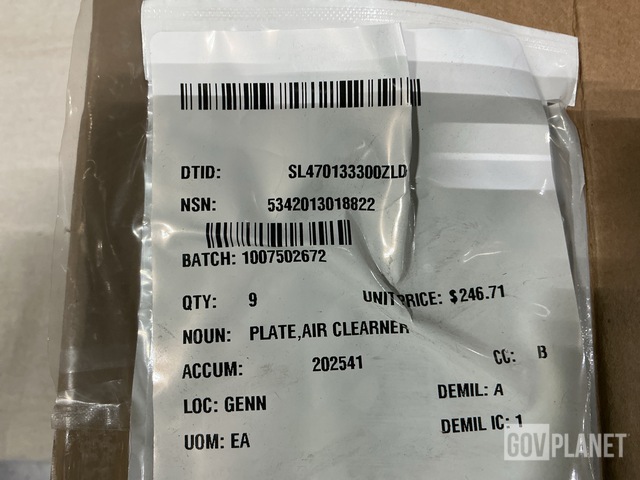 DTID: SL470133300ZLD
NSN: 5342013018822
BATCH: 1007502672
QTY: 9 UNIT PRICE: $246.71
NOUN: PLATE,AIR CLEARNER
ACCUM: 202541 CC: B
LOC: GENN DEMIL: A
UOM: EA DEMIL IC: 1
GOVPLANET